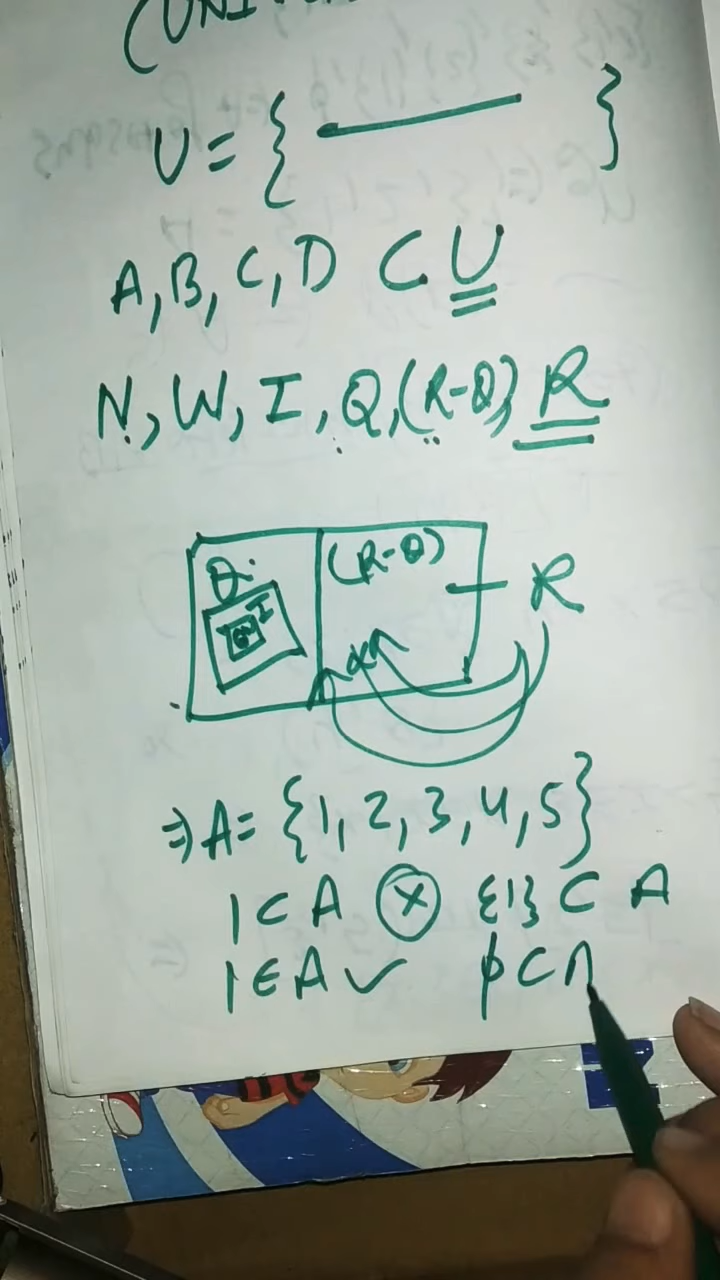 U = { ——— }
A, B, C, D ⊂ U
N, W, I, Q, (R-Q), R
Q (R-Q) R
I
⇒ A = {1, 2, 3, 4, 5}
1 ⊂ A ⊗ {1} ⊂ A
1 ∈ A ✓ ϕ ⊂ A